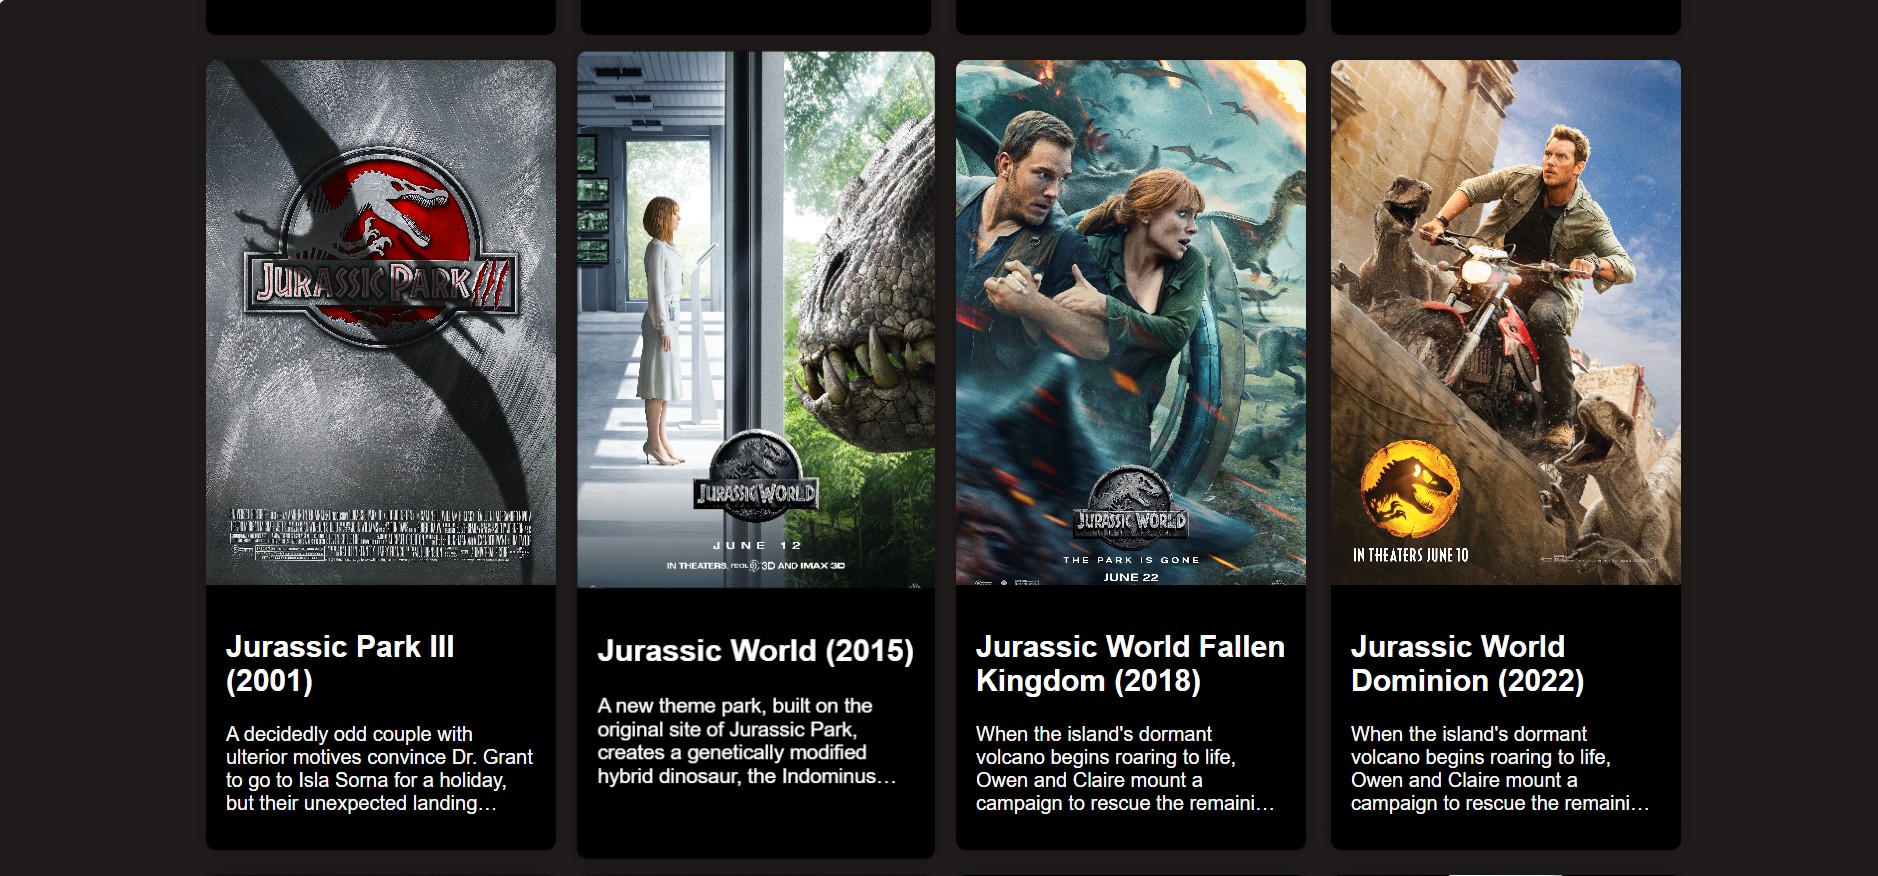 JURASSIC PARK III
JURASSIC WORLD
JUNE 12
IN THEATERS, REAL D 3D AND IMAX 3D
JURASSIC WORLD
THE PARK IS GONE
JUNE 22
IN THEATERS JUNE 10
Jurassic Park III
(2001)
A decidedly odd couple with
ulterior motives convince Dr. Grant
to go to Isla Sorna for a holiday,
but their unexpected landing…
Jurassic World (2015)
A new theme park, built on the
original site of Jurassic Park,
creates a genetically modified
hybrid dinosaur, the Indominus…
Jurassic World Fallen
Kingdom (2018)
When the island's dormant
volcano begins roaring to life,
Owen and Claire mount a
campaign to rescue the remaini…
Jurassic World
Dominion (2022)
When the island's dormant
volcano begins roaring to life,
Owen and Claire mount a
campaign to rescue the remaini…